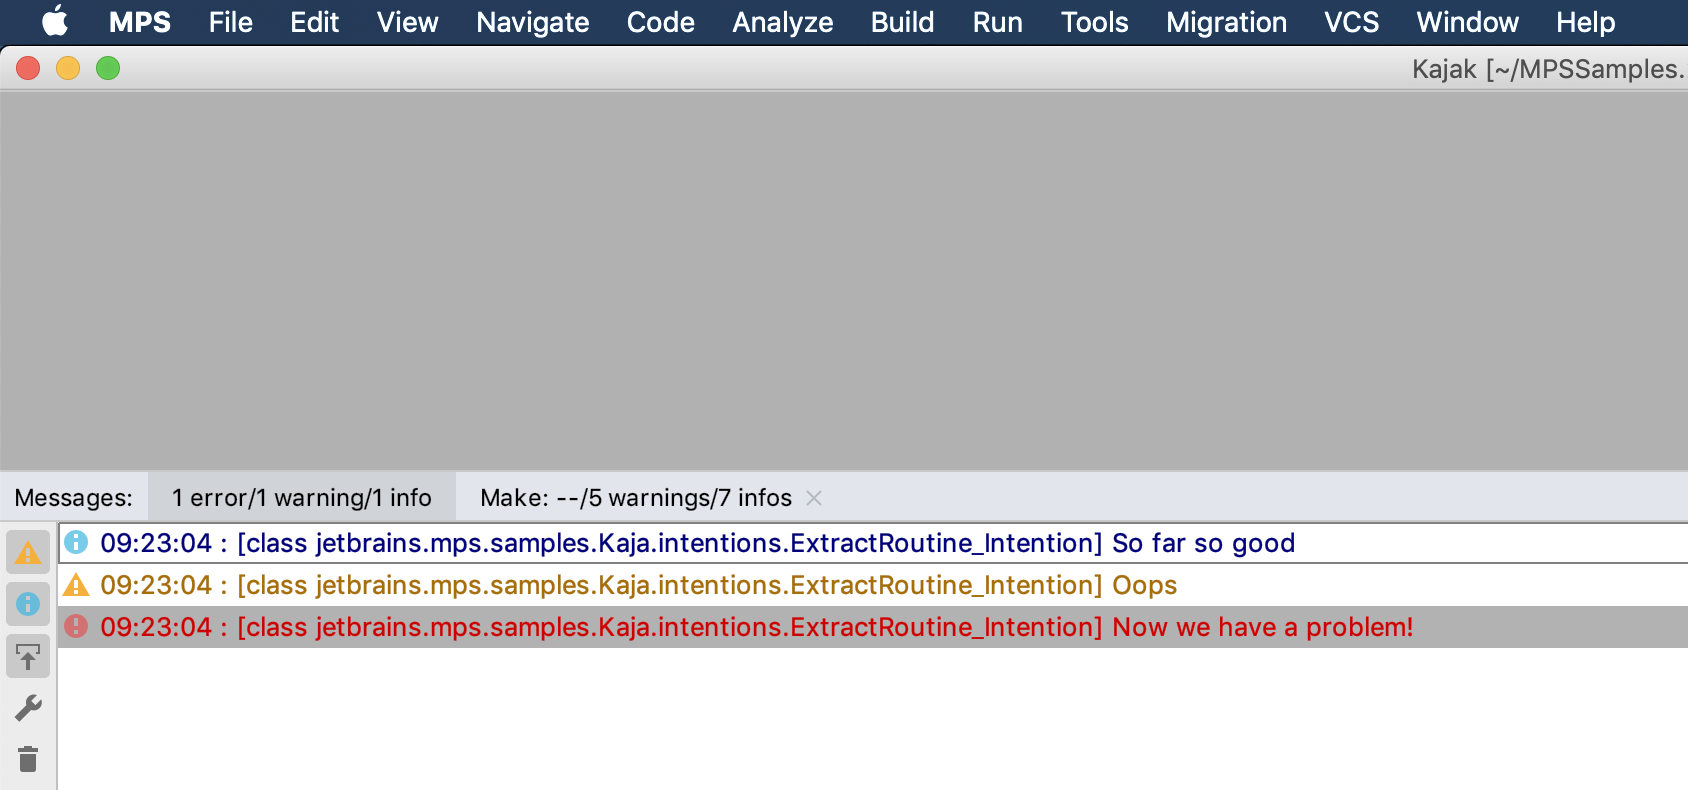 MPS File Edit View Navigate Code Analyze Build Run Tools Migration VCS Window Help
Kajak [~/MPSSamples.
Messages: 1 error/1 warning/1 info Make: --/5 warnings/7 infos
09:23:04 : [class jetbrains.mps.samples.Kaja.intentions.ExtractRoutine_Intention] So far so good
09:23:04 : [class jetbrains.mps.samples.Kaja.intentions.ExtractRoutine_Intention] Oops
09:23:04 : [class jetbrains.mps.samples.Kaja.intentions.ExtractRoutine_Intention] Now we have a problem!